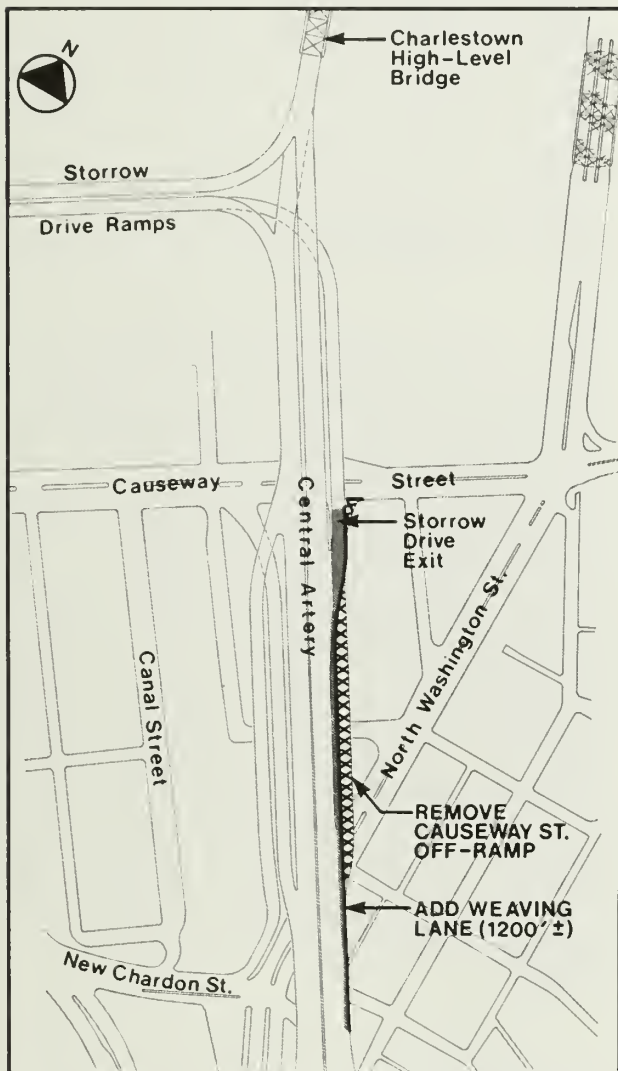 N
Charlestown
High-Level
Bridge
Storrow
Drive Ramps
Causeway Street
Central Artery
Storrow
Drive
Exit
Canal Street
North Washington St.
REMOVE
CAUSEWAY ST.
OFF-RAMP
ADD WEAVING
LANE (1200'±)
New Chardon St.